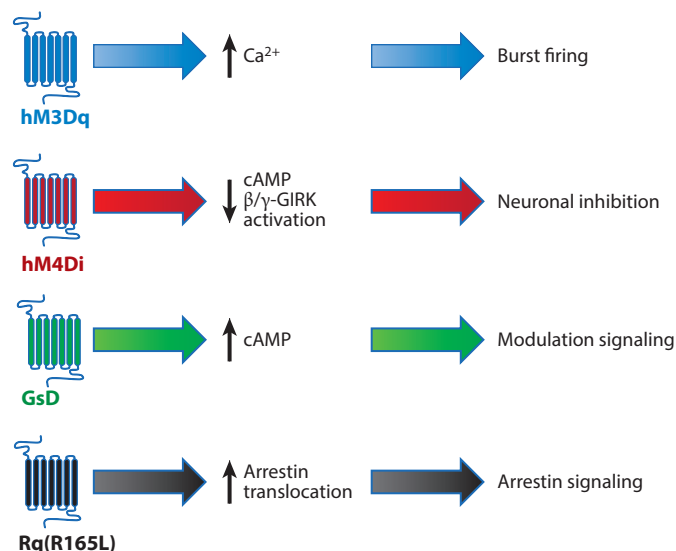 Ca²⁺
Burst firing
hM3Dq
cAMP
β/γ-GIRK
activation
Neuronal inhibition
hM4Di
cAMP
Modulation signaling
GsD
Arrestin
translocation
Arrestin signaling
Rq(R165L)